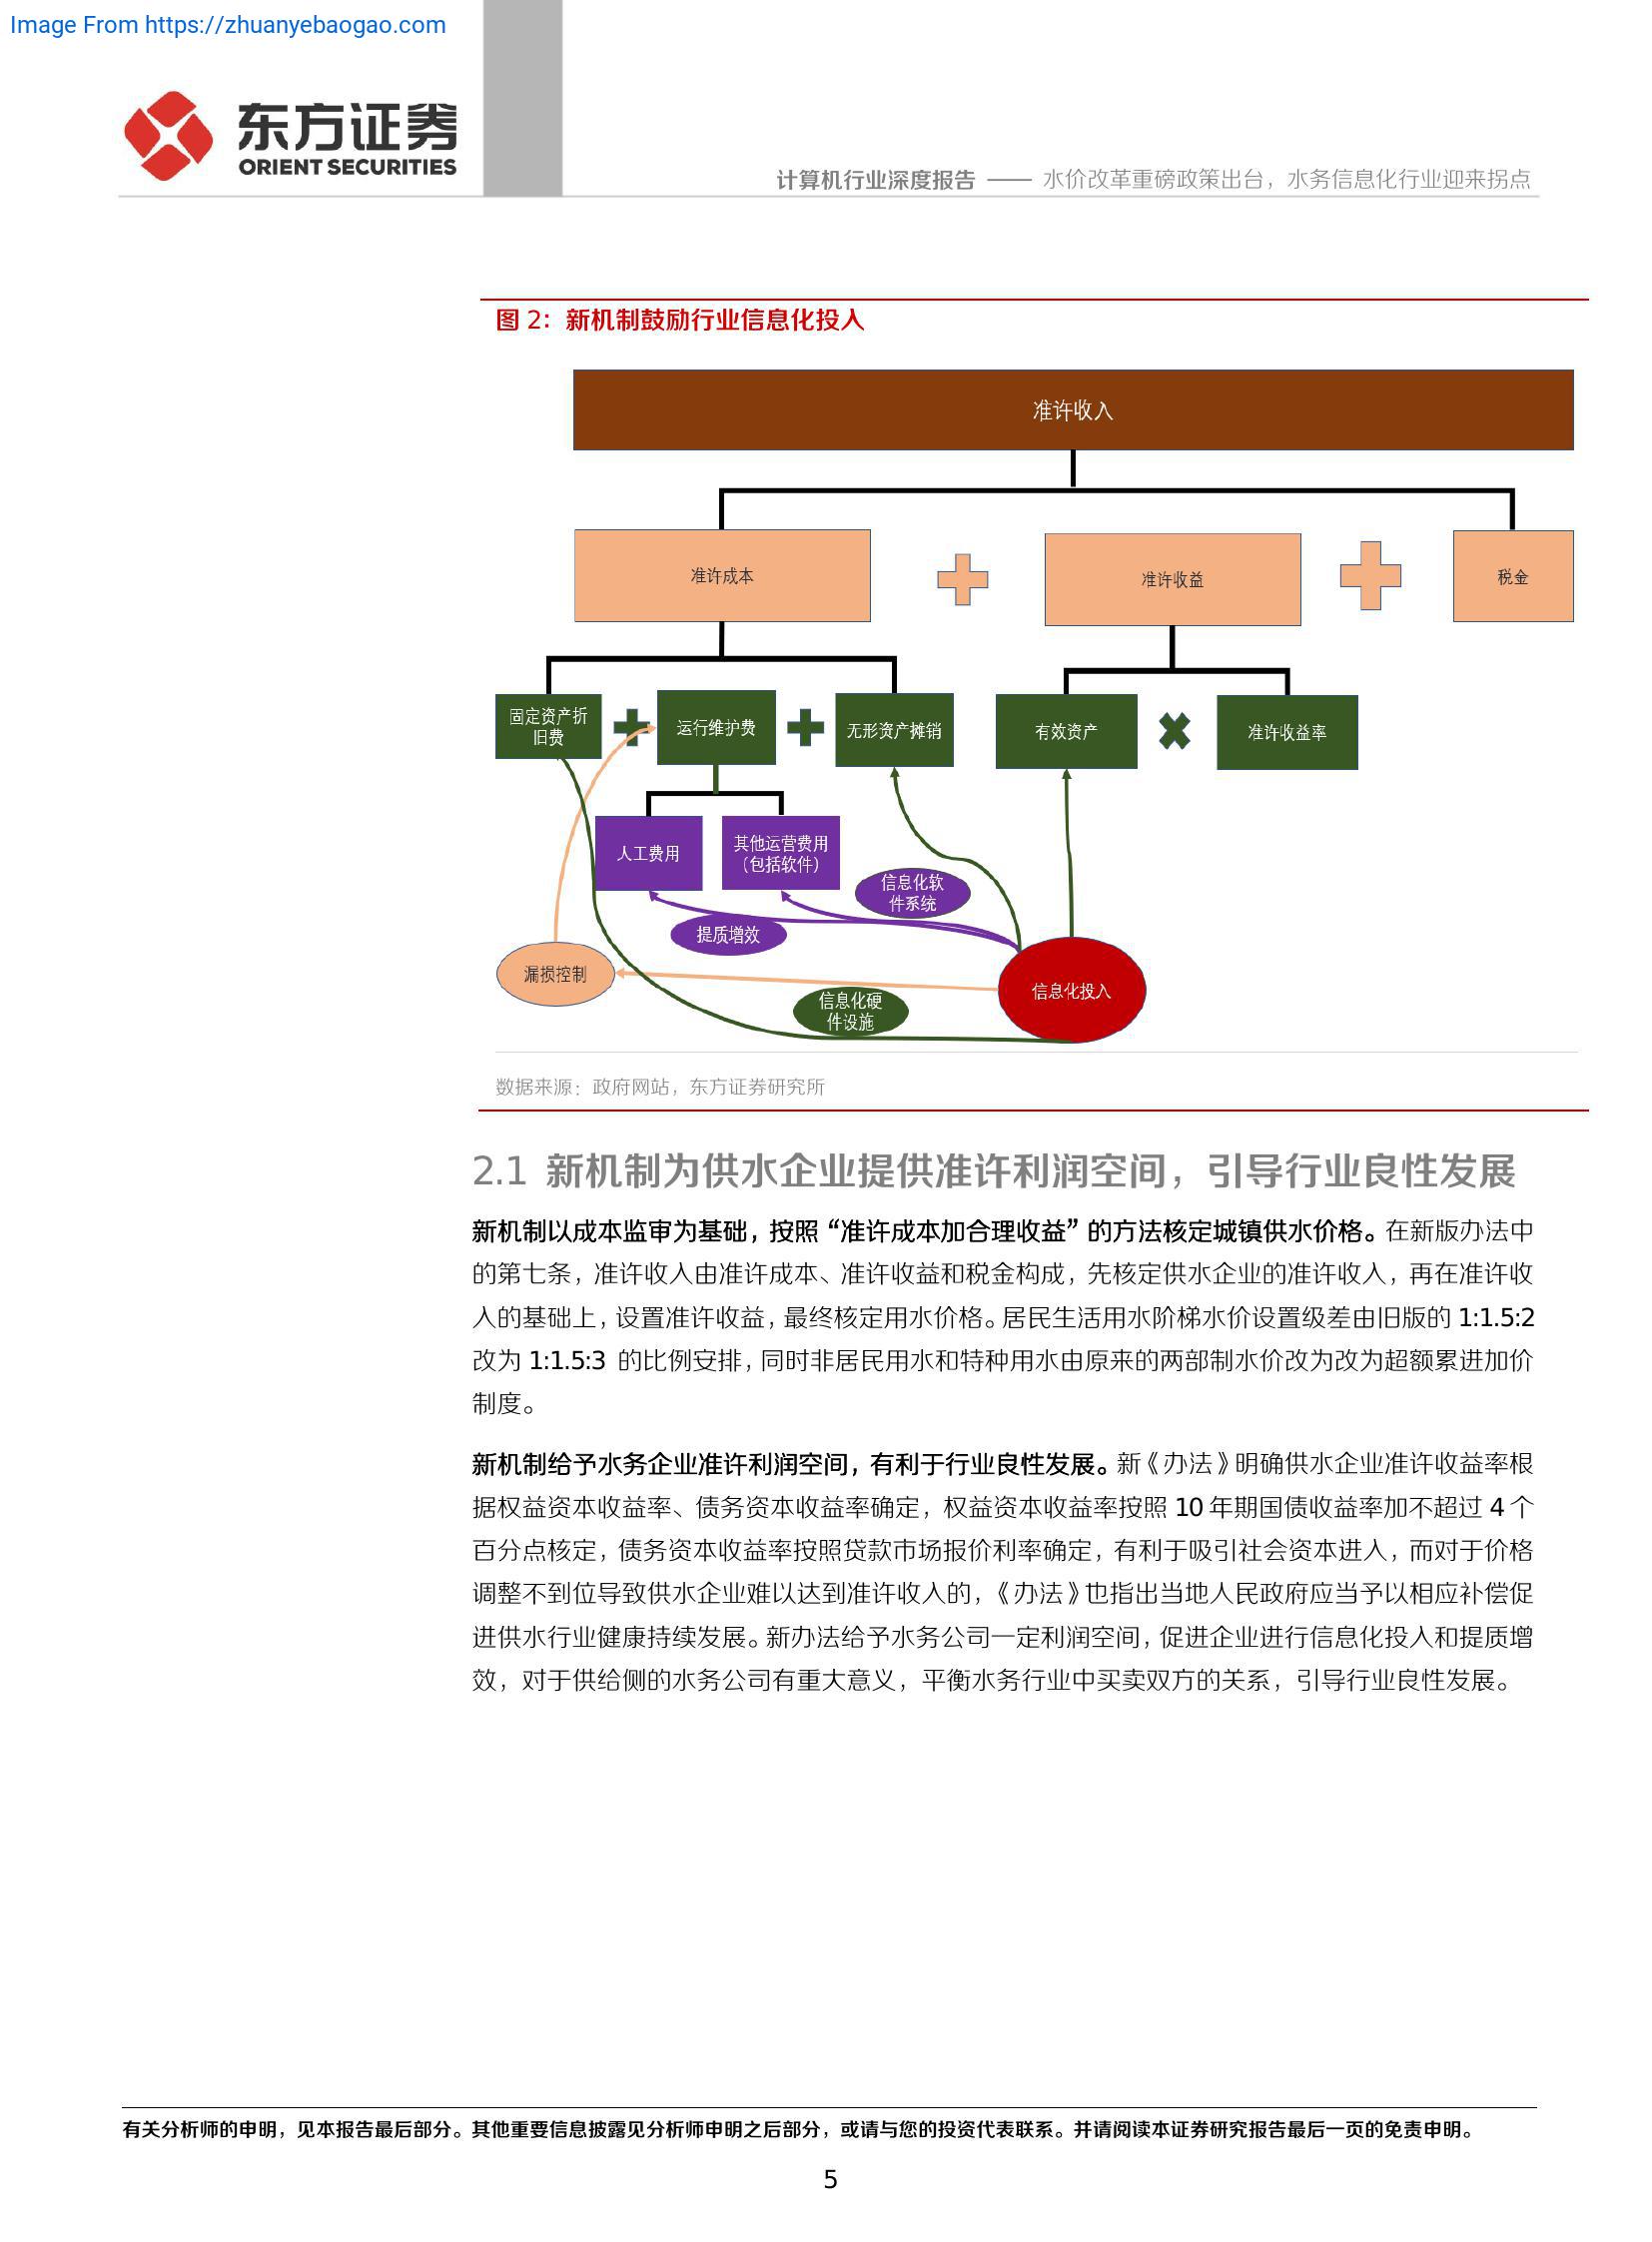 Image From https://zhuanyebaogao.com
东方证券
ORIENT SECURITIES
计算机行业深度报告 —— 水价改革重磅政策出台，水务信息化行业迎来拐点
图 2：新机制鼓励行业信息化投入
准许收入
准许成本
准许收益
税金
固定资产折
旧费
运行维护费
无形资产摊销
有效资产
准许收益率
人工费用
其他运营费用
（包括软件）
信息化软
件系统
提质增效
漏损控制
信息化投入
信息化硬
件设施
数据来源：政府网站，东方证券研究所
2.1 新机制为供水企业提供准许利润空间，引导行业良性发展
新机制以成本监审为基础，按照“准许成本加合理收益”的方法核定城镇供水价格。在新版办法中
的第七条，准许收入由准许成本、准许收益和税金构成，先核定供水企业的准许收入，再在准许收
入的基础上，设置准许收益，最终核定用水价格。居民生活用水阶梯水价设置级差由旧版的 1:1.5:2
改为 1:1.5:3 的比例安排，同时非居民用水和特种用水由原来的两部制水价改为改为超额累进加价
制度。
新机制给予水务企业准许利润空间，有利于行业良性发展。新《办法》明确供水企业准许收益率根
据权益资本收益率、债务资本收益率确定，权益资本收益率按照 10 年期国债收益率加不超过 4 个
百分点核定，债务资本收益率按照贷款市场报价利率确定，有利于吸引社会资本进入，而对于价格
调整不到位导致供水企业难以达到准许收入的，《办法》也指出当地人民政府应当予以相应补偿促
进供水行业健康持续发展。新办法给予水务公司一定利润空间，促进企业进行信息化投入和提质增
效，对于供给侧的水务公司有重大意义，平衡水务行业中买卖双方的关系，引导行业良性发展。
有关分析师的申明，见本报告最后部分。其他重要信息披露见分析师申明之后部分，或请与您的投资代表联系。并请阅读本证券研究报告最后一页的免责申明。
5